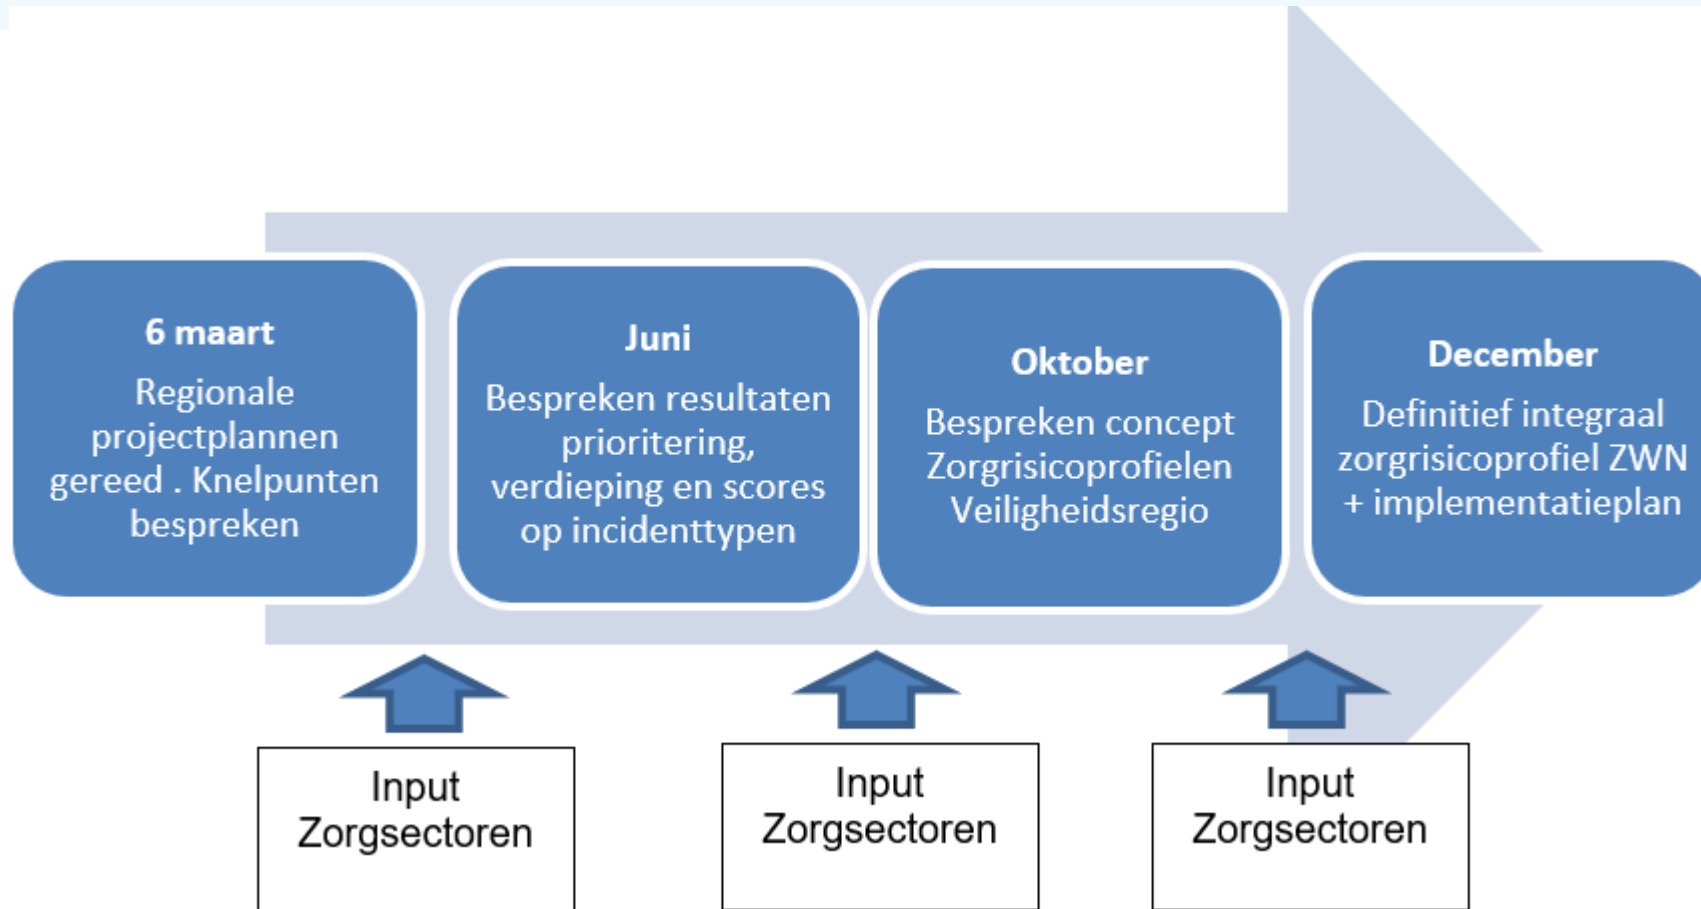 6 maart
Regionale
projectplannen
gereed . Knelpunten
bespreken
Juni
Bespreken resultaten
prioritering,
verdieping en scores
op incidenttypen
Oktober
Bespreken concept
Zorgrisicoprofielen
Veiligheidsregio
December
Definitief integraal
zorgrisicoprofiel ZWN
+ implementatieplan
Input
Zorgsectoren
Input
Zorgsectoren
Input
Zorgsectoren